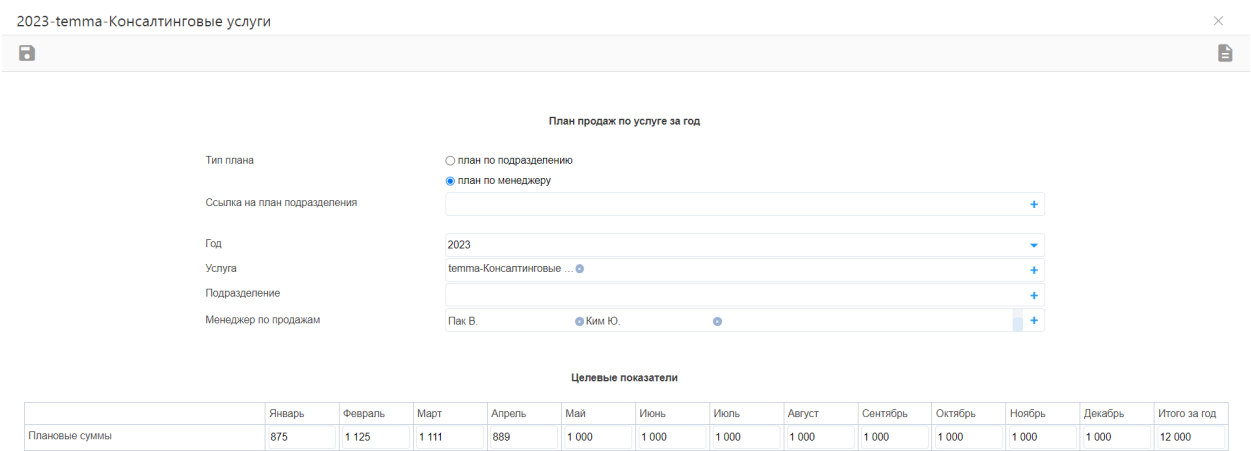 2023-temma-Консалтинговые услуги
План продаж по услуге за год
Тип плана
план по подразделению
план по менеджеру
Ссылка на план подразделения
Год 2023
Услуга temma-Консалтинговые ...
Подразделение
Менеджер по продажам Пак В. Ким Ю.
Целевые показатели
Январь Февраль Март Апрель Май Июнь Июль Август Сентябрь Октябрь Ноябрь Декабрь Итого за год
Плановые суммы 875 1 125 1 111 889 1 000 1 000 1 000 1 000 1 000 1 000 1 000 1 000 12 000